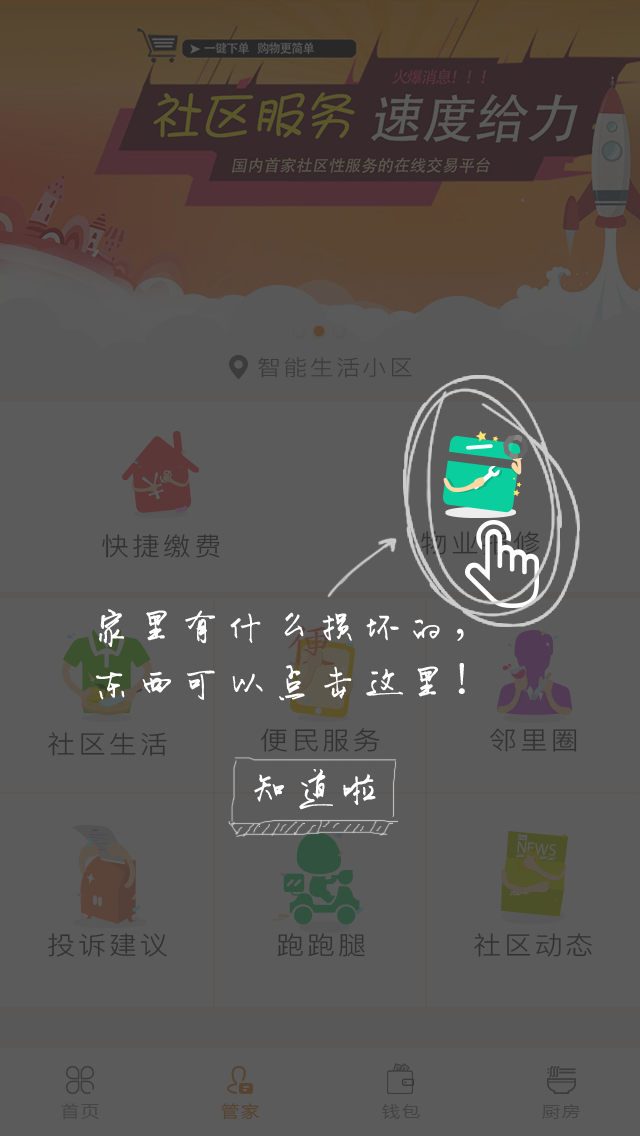 一键下单 购物更简单
火爆消息！！！
社区服务 速度给力
国内首家社区性服务的在线交易平台
智能生活小区
快捷缴费 物业维修
家里有什么损坏的，
东西可以点击这里！
便
社区生活 便民服务 邻里圈
知道啦
NEWS
投诉建议 跑跑腿 社区动态
首页 管家 钱包 厨房